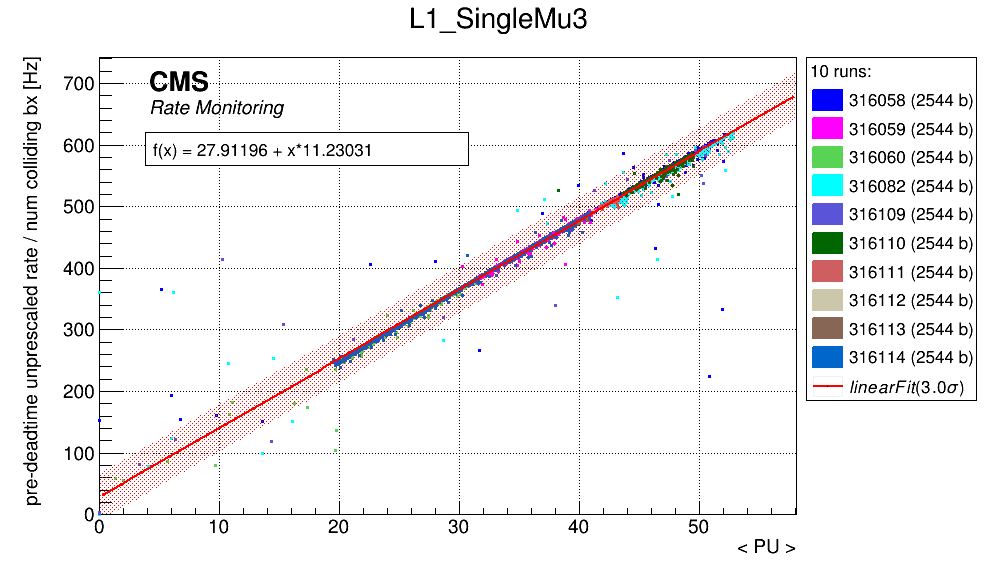 L1_SingleMu3
pre-deadtime unprescaled rate / num colliding bx [Hz]
CMS
Rate Monitoring
f(x) = 27.91196 + x*11.23031
700
600
500
400
300
200
100
0
0 10 20 30 40 50
< PU >
10 runs:
316058 (2544 b)
316059 (2544 b)
316060 (2544 b)
316082 (2544 b)
316109 (2544 b)
316110 (2544 b)
316111 (2544 b)
316112 (2544 b)
316113 (2544 b)
316114 (2544 b)
linearFit(3.0σ)